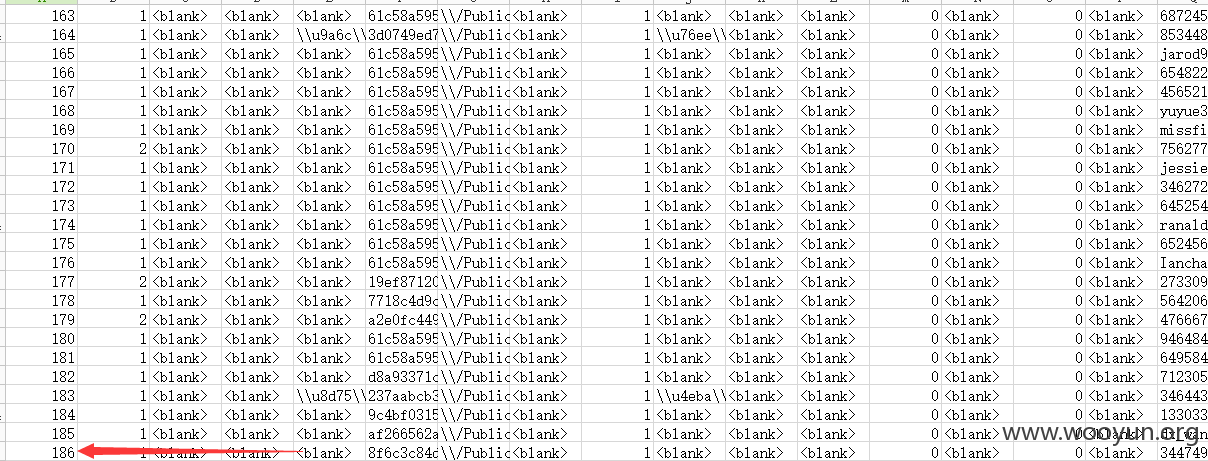 163 1 <blank> <blank> <blank> 61c58a595 \\/Public <blank> 1 <blank> <blank> <blank> 0 <blank> 0 <blank> 687245
164 1 <blank> <blank> \\u9a6c\\ 3d0749ed7 \\/Public <blank> 1 \\u76ee\\ <blank> <blank> 0 <blank> 0 <blank> 853448
165 1 <blank> <blank> <blank> 61c58a595 \\/Public <blank> 1 <blank> <blank> <blank> 0 <blank> 0 <blank> jarod9
166 1 <blank> <blank> <blank> 61c58a595 \\/Public <blank> 1 <blank> <blank> <blank> 0 <blank> 0 <blank> 654822
167 1 <blank> <blank> <blank> 61c58a595 \\/Public <blank> 1 <blank> <blank> <blank> 0 <blank> 0 <blank> 456521
168 1 <blank> <blank> <blank> 61c58a595 \\/Public <blank> 1 <blank> <blank> <blank> 0 <blank> 0 <blank> yuyue3
169 1 <blank> <blank> <blank> 61c58a595 \\/Public <blank> 1 <blank> <blank> <blank> 0 <blank> 0 <blank> missfi
170 2 <blank> <blank> <blank> 61c58a595 \\/Public <blank> 1 <blank> <blank> <blank> 0 <blank> 0 <blank> 756277
171 1 <blank> <blank> <blank> 61c58a595 \\/Public <blank> 1 <blank> <blank> <blank> 0 <blank> 0 <blank> jessie
172 1 <blank> <blank> <blank> 61c58a595 \\/Public <blank> 1 <blank> <blank> <blank> 0 <blank> 0 <blank> 346272
173 1 <blank> <blank> <blank> 61c58a595 \\/Public <blank> 1 <blank> <blank> <blank> 0 <blank> 0 <blank> 645254
174 1 <blank> <blank> <blank> 61c58a595 \\/Public <blank> 1 <blank> <blank> <blank> 0 <blank> 0 <blank> ranald
175 1 <blank> <blank> <blank> 61c58a595 \\/Public <blank> 1 <blank> <blank> <blank> 0 <blank> 0 <blank> 652456
176 1 <blank> <blank> <blank> 61c58a595 \\/Public <blank> 1 <blank> <blank> <blank> 0 <blank> 0 <blank> Iancha
177 2 <blank> <blank> <blank> 19ef87120 \\/Public <blank> 1 <blank> <blank> <blank> 0 <blank> 0 <blank> 273309
178 1 <blank> <blank> <blank> 7718c4d9c \\/Public <blank> 1 <blank> <blank> <blank> 0 <blank> 0 <blank> 564206
179 2 <blank> <blank> <blank> a2e0fc449 \\/Public <blank> 1 <blank> <blank> <blank> 0 <blank> 0 <blank> 476667
180 1 <blank> <blank> <blank> 61c58a595 \\/Public <blank> 1 <blank> <blank> <blank> 0 <blank> 0 <blank> 946484
181 1 <blank> <blank> <blank> 61c58a595 \\/Public <blank> 1 <blank> <blank> <blank> 0 <blank> 0 <blank> 649584
182 1 <blank> <blank> <blank> d8a93371c \\/Public <blank> 1 <blank> <blank> <blank> 0 <blank> 0 <blank> 712305
183 1 <blank> <blank> \\u8d75\\ 237aabcb3 \\/Public <blank> 1 \\u4eba\\ <blank> <blank> 0 <blank> 0 <blank> 346443
184 1 <blank> <blank> <blank> 9c4bf0315 \\/Public <blank> 1 <blank> <blank> <blank> 0 <blank> 0 <blank> 133033
185 1 <blank> <blank> <blank> af266562a \\/Public <blank> 1 <blank> <blank> <blank> 0 <blank> 0 <blank>
186 1 <blank> <blank> <blank> 8f6c3c84d \\/Public <blank> 1 <blank> <blank> <blank> 0 <blank> 0 <blank> 344749
www.wooyun.org